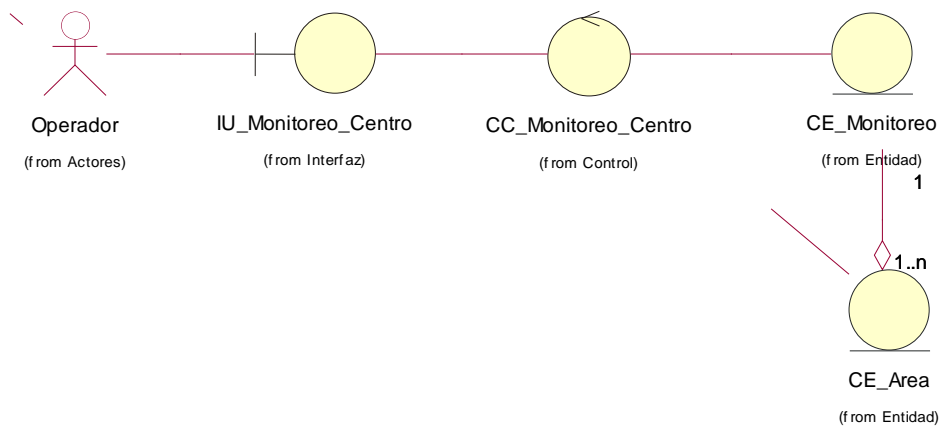 Operador
(from Actores)
IU_Monitoreo_Centro
(from Interfaz)
CC_Monitoreo_Centro
(from Control)
CE_Monitoreo
(from Entidad)
1
1..n
CE_Area
(from Entidad)